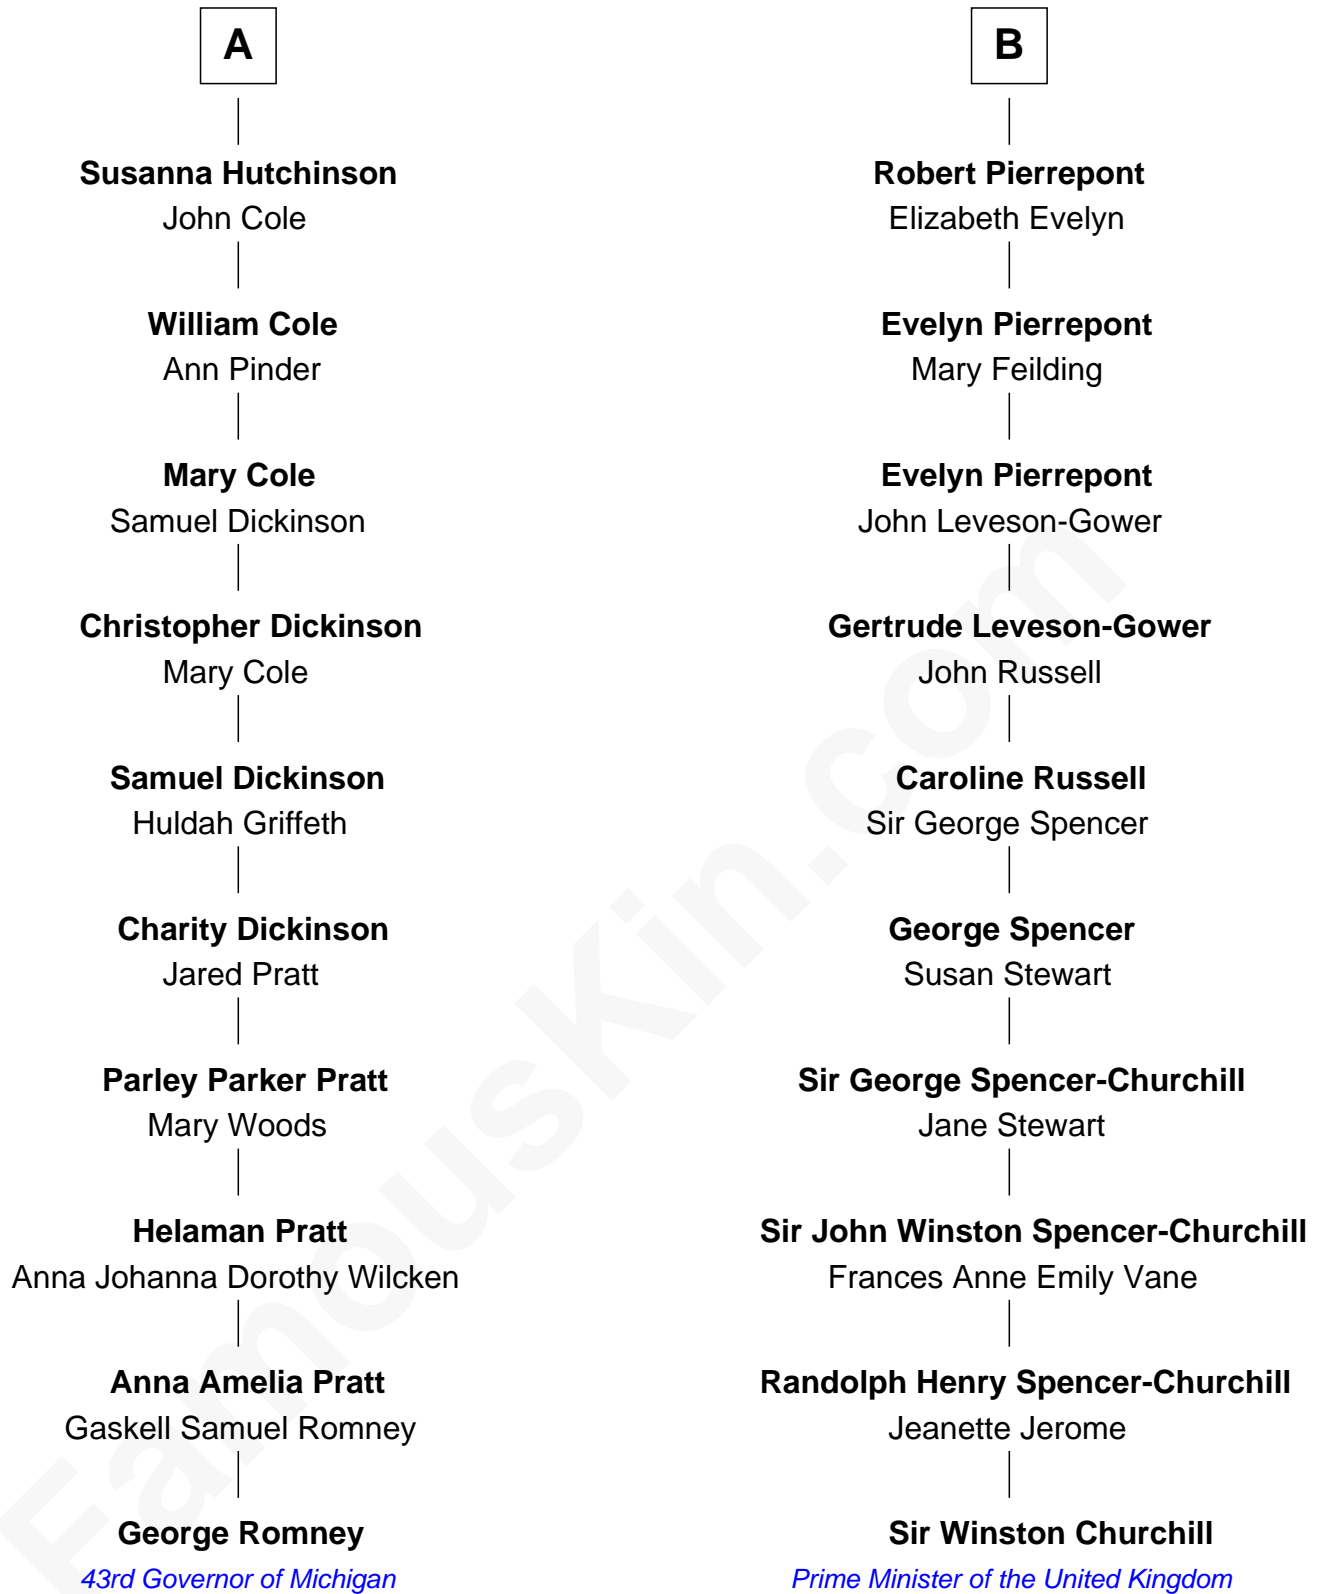 A
B
Susanna Hutchinson
John Cole
William Cole
Ann Pinder
Mary Cole
Samuel Dickinson
Christopher Dickinson
Mary Cole
Samuel Dickinson
Huldah Griffeth
Charity Dickinson
Jared Pratt
Parley Parker Pratt
Mary Woods
Helaman Pratt
Anna Johanna Dorothy Wilcken
Anna Amelia Pratt
Gaskell Samuel Romney
George Romney
43rd Governor of Michigan
Robert Pierrepont
Elizabeth Evelyn
Evelyn Pierrepont
Mary Feilding
Evelyn Pierrepont
John Leveson-Gower
Gertrude Leveson-Gower
John Russell
Caroline Russell
Sir George Spencer
George Spencer
Susan Stewart
Sir George Spencer-Churchill
Jane Stewart
Sir John Winston Spencer-Churchill
Frances Anne Emily Vane
Randolph Henry Spencer-Churchill
Jeanette Jerome
Sir Winston Churchill
Prime Minister of the United Kingdom
FamousKin.com